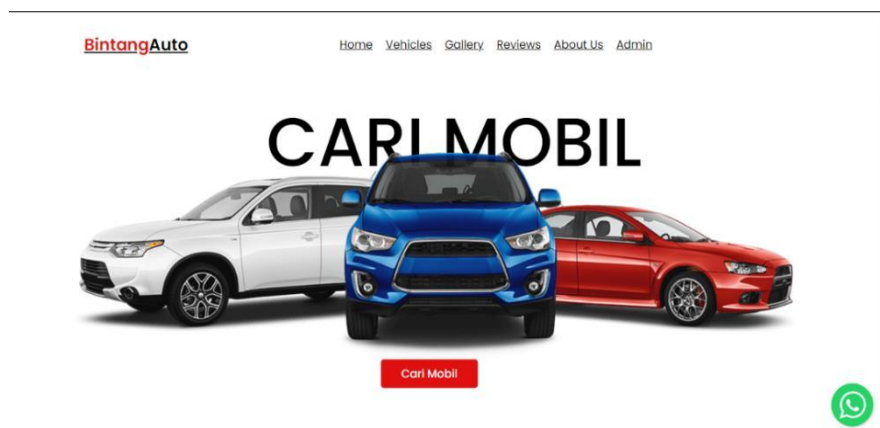 BintangAuto
Home Vehicles Gallery Reviews About Us Admin
CARI MOBIL
Cari Mobil